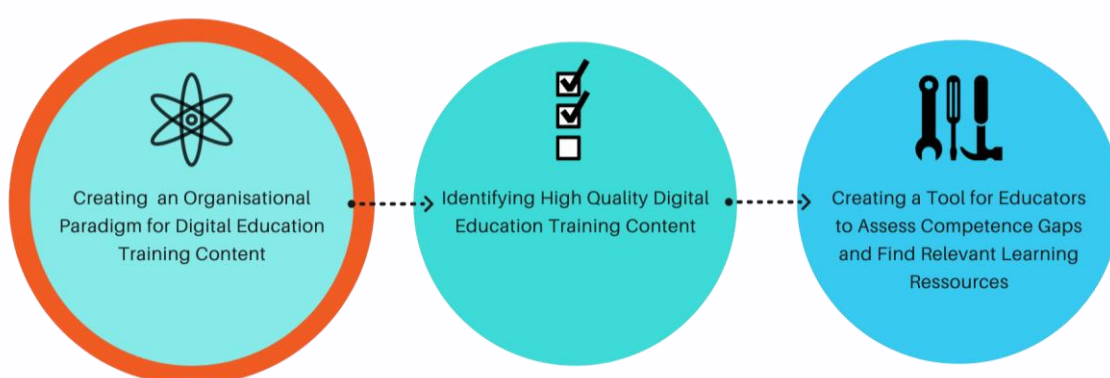 Creating an Organisational
Paradigm for Digital Education
Training Content
Identifying High Quality Digital
Education Training Content
Creating a Tool for Educators
to Assess Competence Gaps
and Find Relevant Learning
Ressources